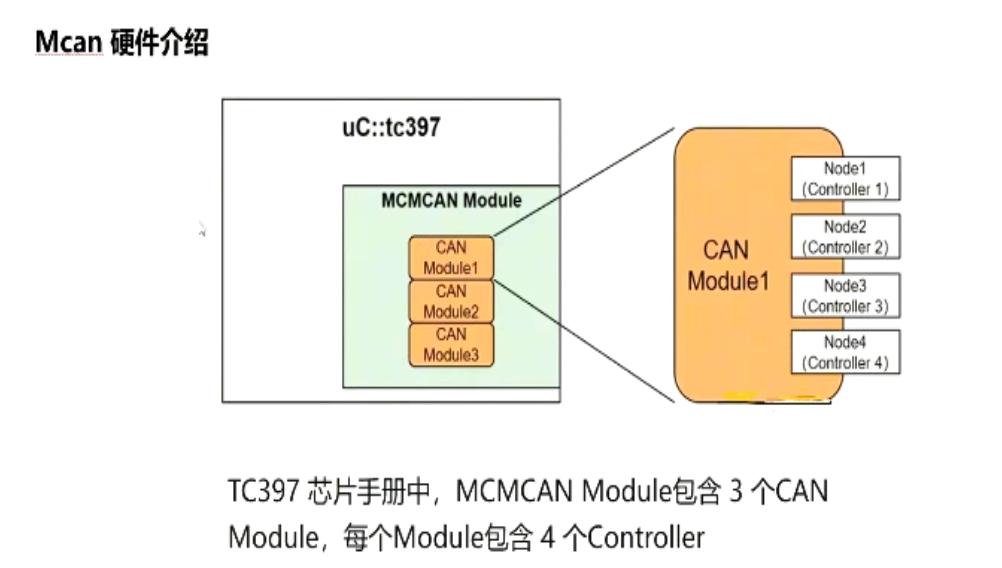 Mcan 硬件介绍
uC::tc397
MCMCAN Module
CAN
Module1
CAN
Module2
CAN
Module3
CAN
Module1
Node1
(Controller 1)
Node2
(Controller 2)
Node3
(Controller 3)
Node4
(Controller 4)
TC397 芯片手册中，MCMCAN Module包含 3 个CAN
Module，每个Module包含 4 个Controller